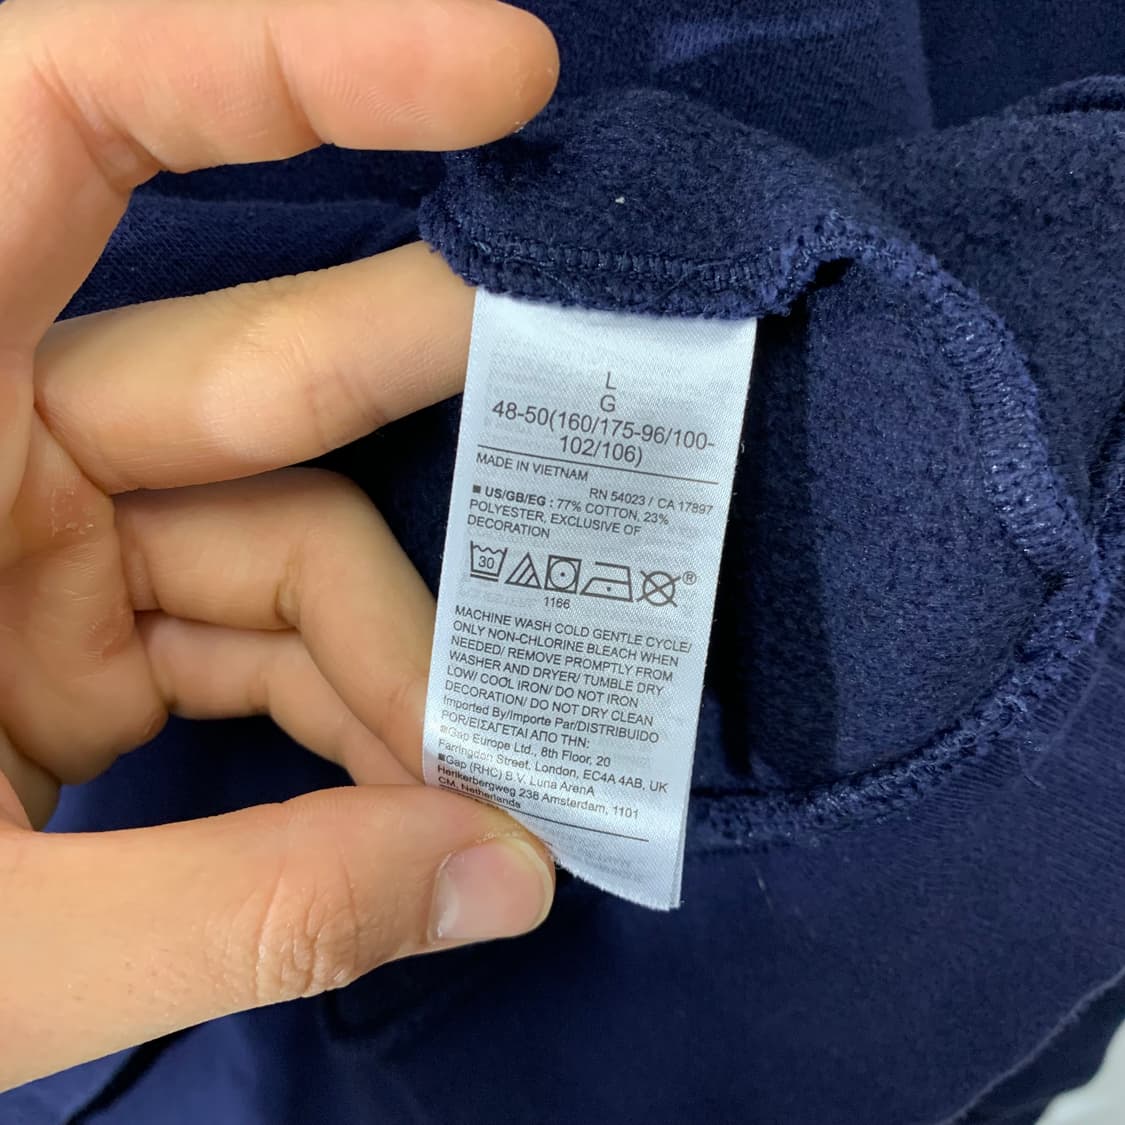 L
G
48-50(160/175-96/100-
102/106)
MADE IN VIETNAM
RN 54023 / CA 17897
■ US/GB/EG : 77% COTTON, 23%
POLYESTER, EXCLUSIVE OF
DECORATION
30 ®
1166
MACHINE WASH COLD GENTLE CYCLE/
ONLY NON-CHLORINE BLEACH WHEN
NEEDED/ REMOVE PROMPTLY FROM
WASHER AND DRYER/ TUMBLE DRY
LOW/ COOL IRON/ DO NOT IRON
DECORATION/ DO NOT DRY CLEAN
Imported By/Importe Par/DISTRIBUIDO
POR/ΕΙΣΑΓΕΤΑΙ ΑΠΟ ΤΗΝ:
■Gap Europe Ltd., 8th Floor, 20
Farringdon Street, London, EC4A 4AB, UK
■Gap (RHC) B.V. Luna ArenA
Herikerbergweg 238 Amsterdam, 1101
CM, Netherlands